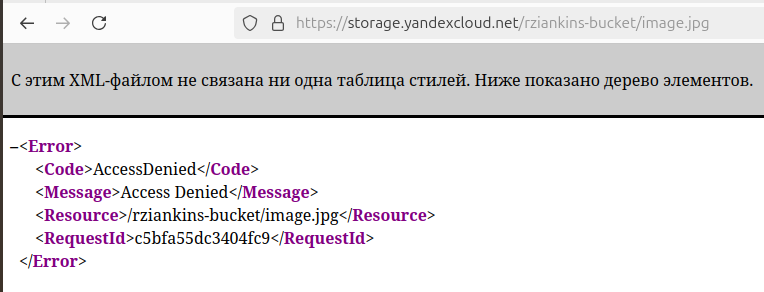 https://storage.yandexcloud.net/rziankins-bucket/image.jpg
С этим XML-файлом не связана ни одна таблица стилей. Ниже показано дерево элементов.
–<Error>
<Code>AccessDenied</Code>
<Message>Access Denied</Message>
<Resource>/rziankins-bucket/image.jpg</Resource>
<RequestId>c5bfa55dc3404fc9</RequestId>
</Error>